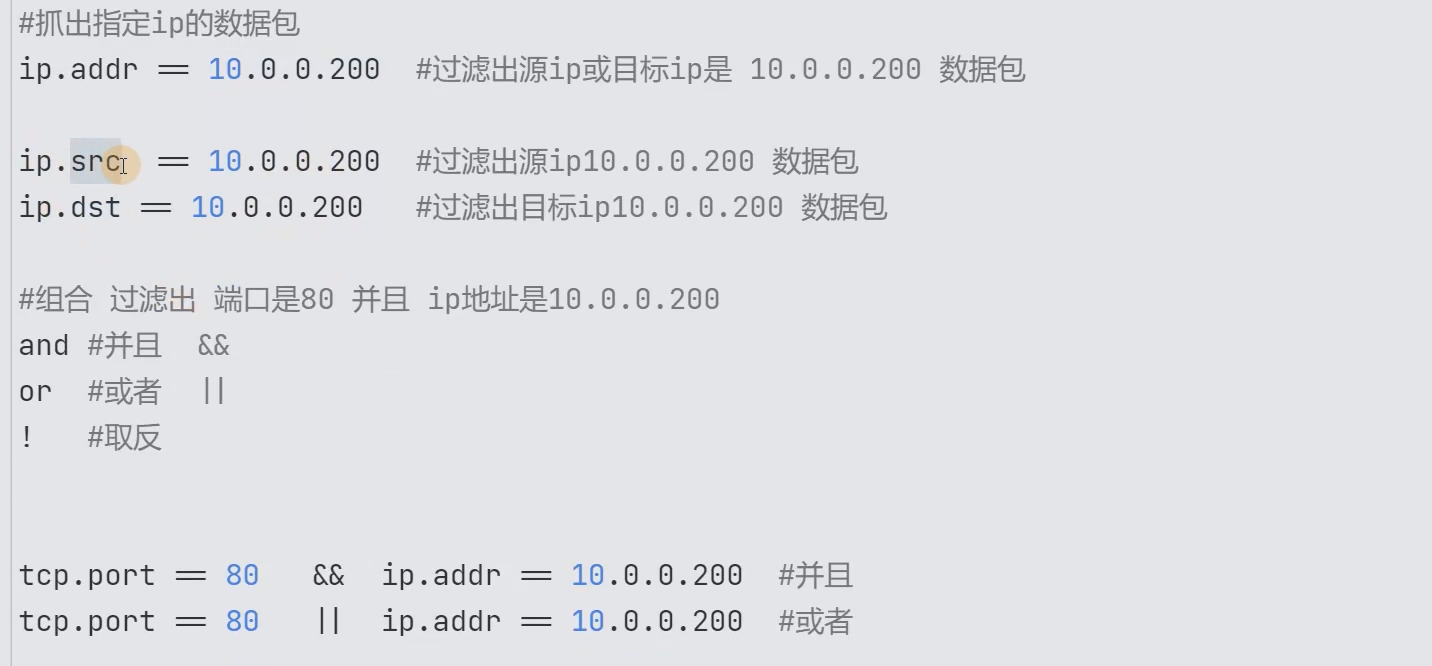 #抓出指定ip的数据包
ip.addr == 10.0.0.200  #过滤出源ip或目标ip是 10.0.0.200 数据包
ip.src  == 10.0.0.200  #过滤出源ip10.0.0.200 数据包
ip.dst == 10.0.0.200   #过滤出目标ip10.0.0.200 数据包
#组合 过滤出 端口是80 并且 ip地址是10.0.0.200
and #并且  &&
or  #或者  ||
!   #取反
tcp.port == 80   &&  ip.addr == 10.0.0.200  #并且
tcp.port == 80   ||  ip.addr == 10.0.0.200  #或者